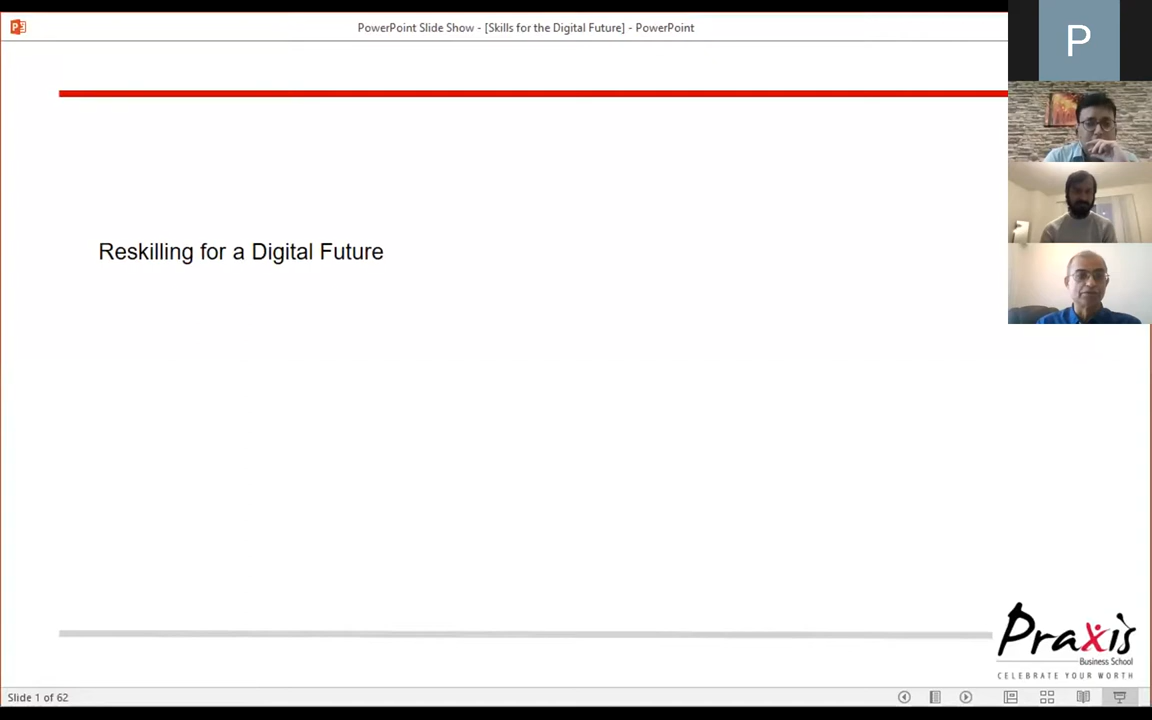 PowerPoint Slide Show - [Skills for the Digital Future] - PowerPoint
P
Reskilling for a Digital Future
Praxis
Business School
CELEBRATE YOUR WORTH
Slide 1 of 62